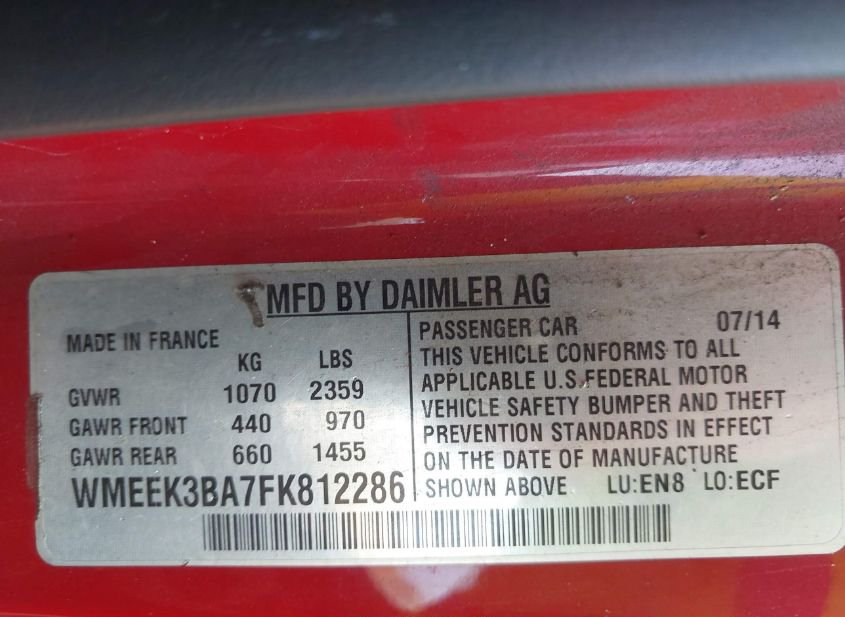 MFD BY DAIMLER AG
MADE IN FRANCE
KG LBS
GVWR 1070 2359
GAWR FRONT 440 970
GAWR REAR 660 1455
WMEEK3BA7FK812286
PASSENGER CAR 07/14
THIS VEHICLE CONFORMS TO ALL
APPLICABLE U.S.FEDERAL MOTOR
VEHICLE SAFETY BUMPER AND THEFT
PREVENTION STANDARDS IN EFFECT
ON THE DATE OF MANUFACTURE
SHOWN ABOVE LU:EN8 LO:ECF